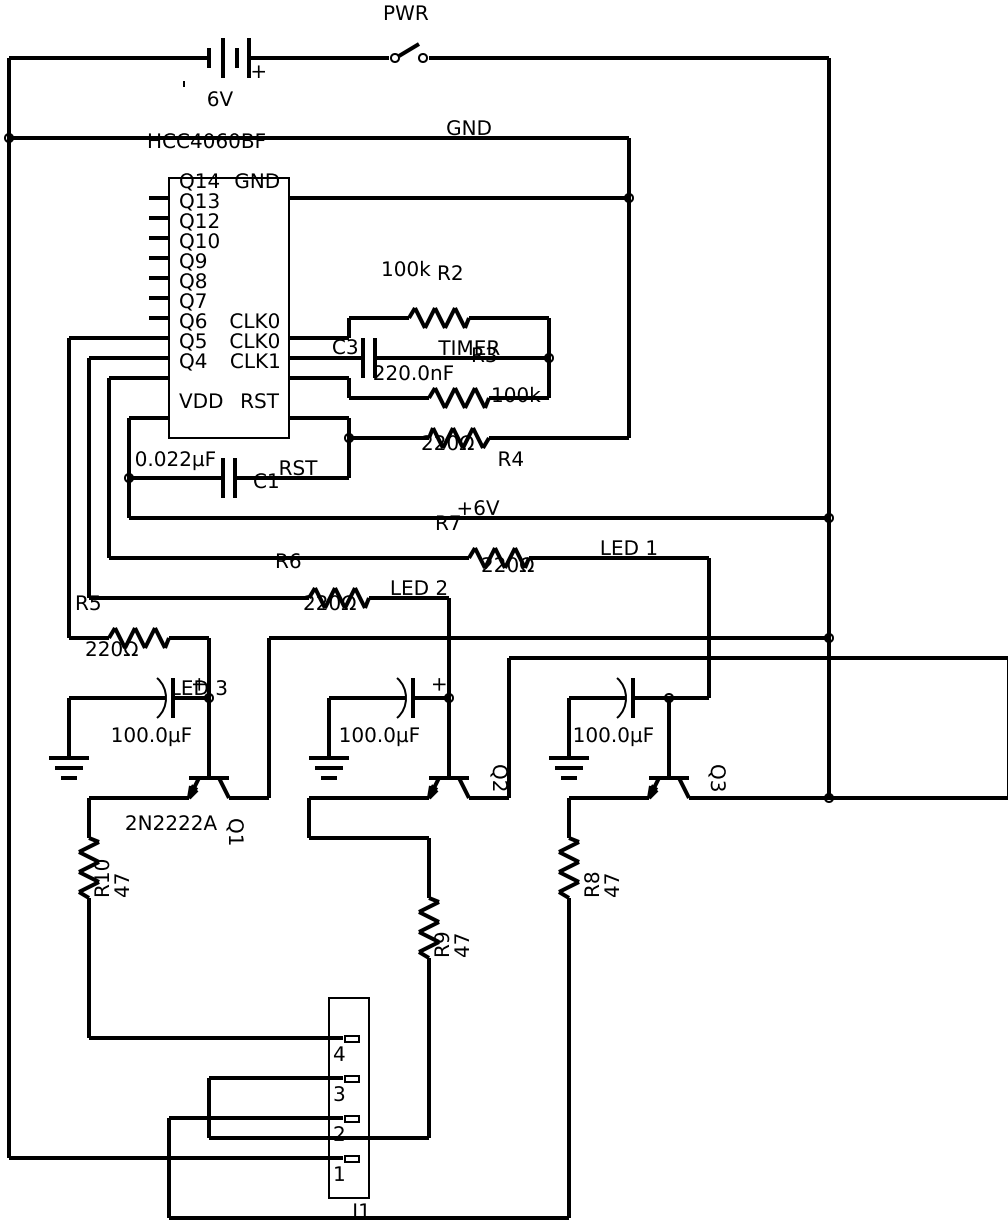 PWR
+
-
6V
GND
HCC4060BF
Q14 GND
Q13
Q12
Q10
Q9
Q8
Q7
Q6 CLK0
Q5 CLK0
Q4 CLK1
VDD RST
100k R2
C3 TIMER R3
220.0nF
100k
220Ω
R4
0.022µF
C1 RST
+6V
R7
LED 1
220Ω
R6
LED 2
220Ω
R5
220Ω
LED 3
+
+
100.0µF
100.0µF
100.0µF
Q2
Q3
2N2222A
Q1
R10
47
R8
47
R9
47
4
3
2
1
J1